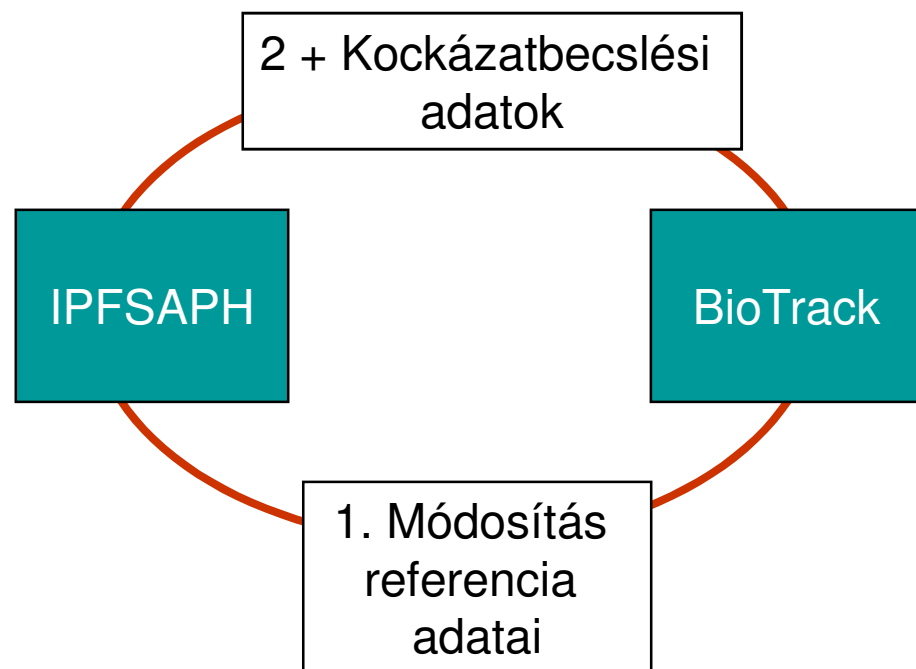 2 + Kockázatbecslési
adatok
IPFSAPH
BioTrack
1. Módosítás
referencia
adatai